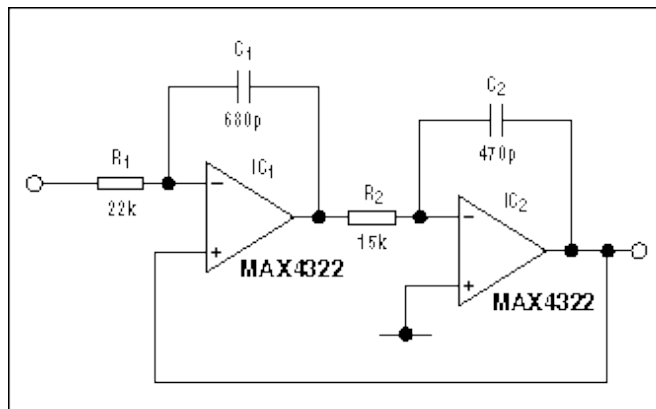 C1
680p
R1
22k
IC1
−
+
MAX4322
R2
15k
C2
470p
IC2
−
+
MAX4322